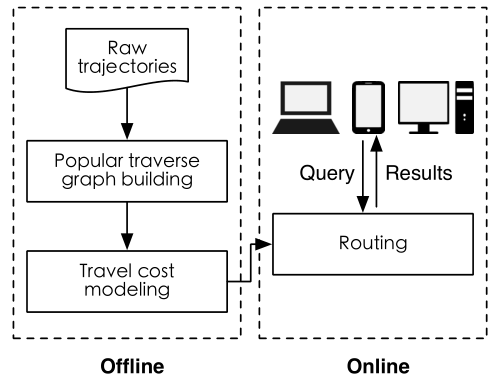 Raw
trajectories
Popular traverse
graph building
Travel cost
modeling
Query
Results
Routing
Offline
Online